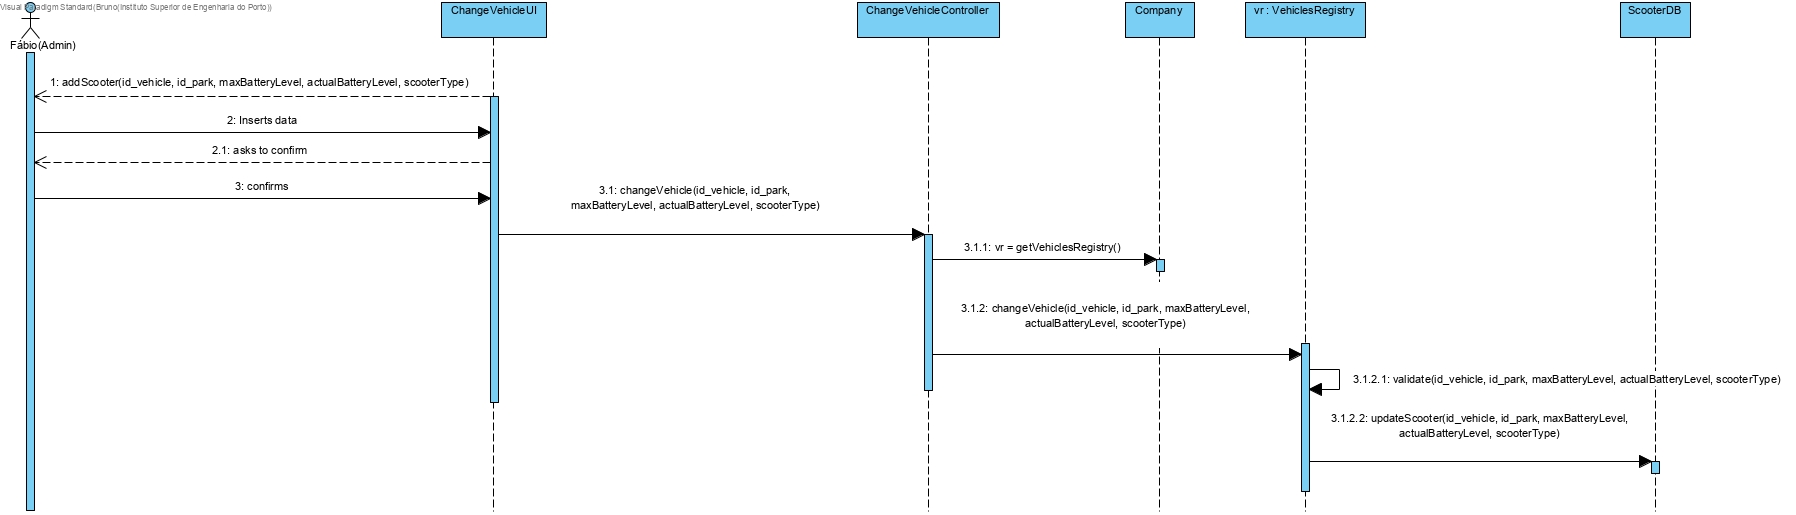 Visual Paradigm Standard(Bruno(Instituto Superior de Engenharia do Porto))
Fábio(Admin)
ChangeVehicleUI
ChangeVehicleController
Company
vr : VehiclesRegistry
ScooterDB
1: addScooter(id_vehicle, id_park, maxBatteryLevel, actualBatteryLevel, scooterType)
2: Inserts data
2.1: asks to confirm
3: confirms
3.1: changeVehicle(id_vehicle, id_park,
maxBatteryLevel, actualBatteryLevel, scooterType)
3.1.1: vr = getVehiclesRegistry()
3.1.2: changeVehicle(id_vehicle, id_park, maxBatteryLevel,
actualBatteryLevel, scooterType)
3.1.2.1: validate(id_vehicle, id_park, maxBatteryLevel, actualBatteryLevel, scooterType)
3.1.2.2: updateScooter(id_vehicle, id_park, maxBatteryLevel,
actualBatteryLevel, scooterType)